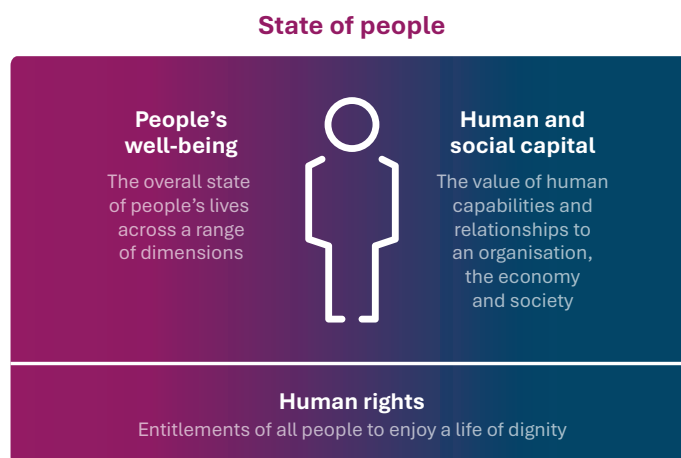 State of people
People’s
well-being
The overall state
of people’s lives
across a range
of dimensions
Human and
social capital
The value of human
capabilities and
relationships to
an organisation,
the economy
and society
Human rights
Entitlements of all people to enjoy a life of dignity